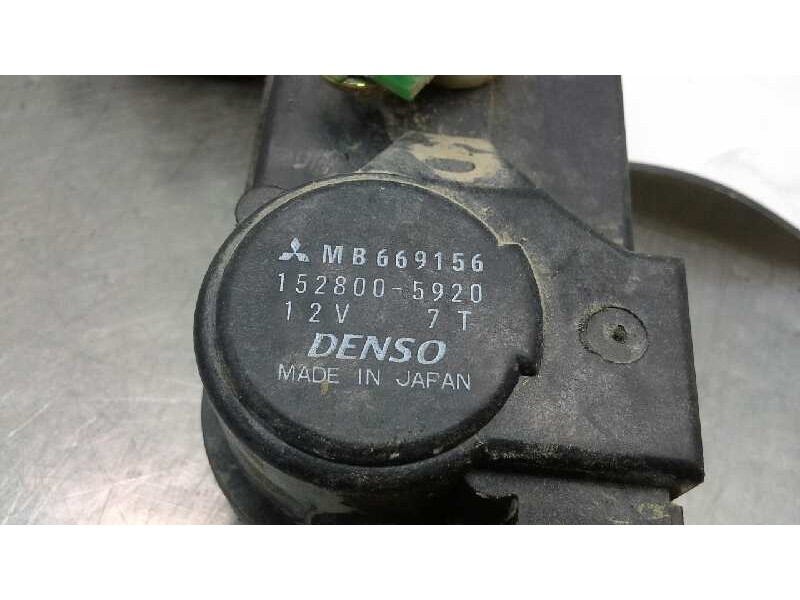 MB669156
152800-5920
12V 7T
DENSO
MADE IN JAPAN